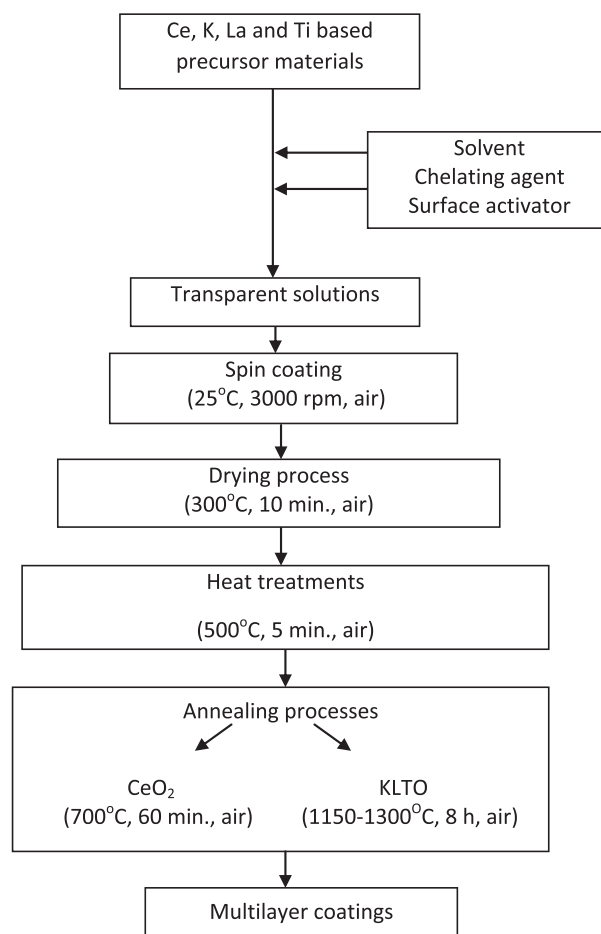 Ce, K, La and Ti based
precursor materials
Solvent
Chelating agent
Surface activator
Transparent solutions
Spin coating
(25°C, 3000 rpm, air)
Drying process
(300°C, 10 min., air)
Heat treatments
(500°C, 5 min., air)
Annealing processes
CeO₂
(700°C, 60 min., air)
KLTO
(1150-1300°C, 8 h, air)
Multilayer coatings